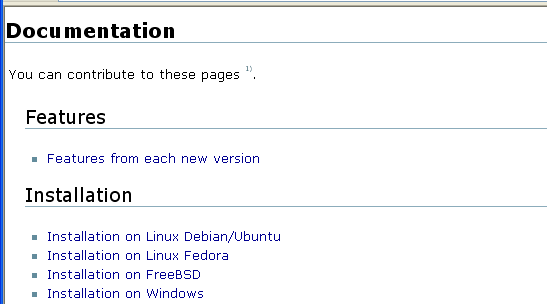 Documentation
You can contribute to these pages 1).
Features
Features from each new version
Installation
Installation on Linux Debian/Ubuntu
Installation on Linux Fedora
Installation on FreeBSD
Installation on Windows